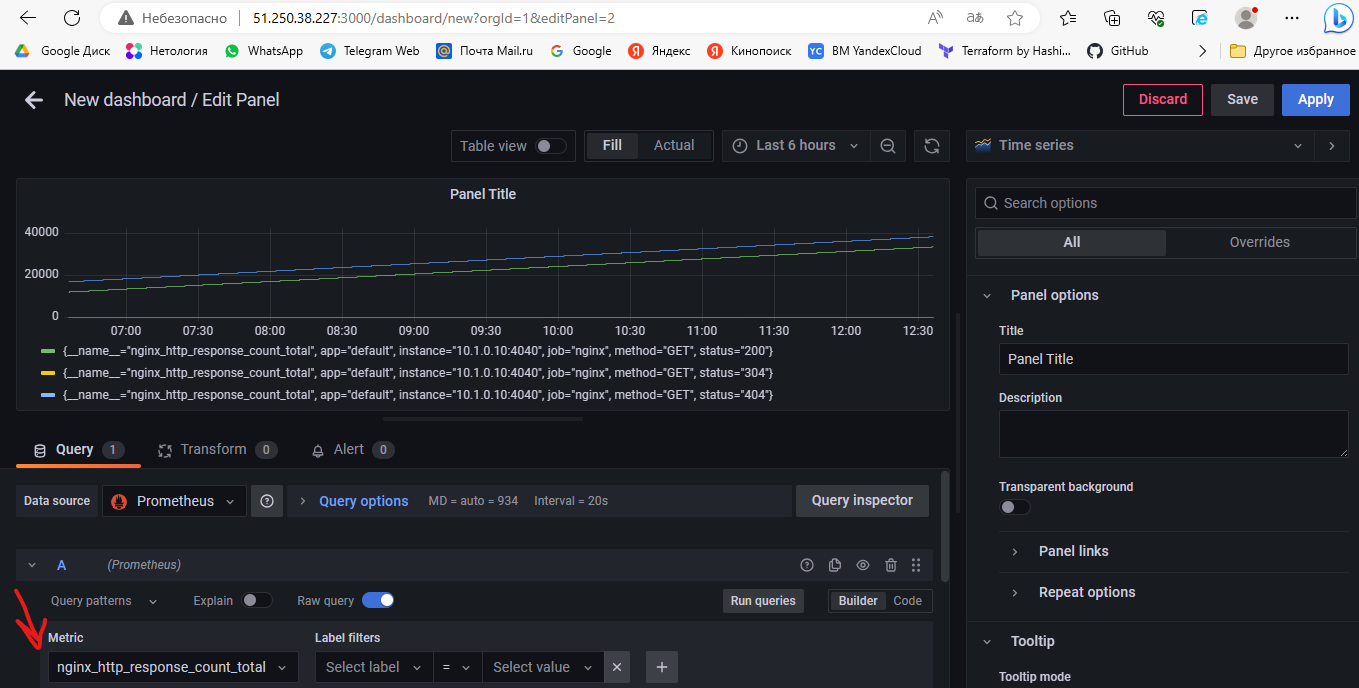 Небезопасно 51.250.38.227:3000/dashboard/new?orgId=1&editPanel=2
Google Диск Нетология WhatsApp Telegram Web Почта Mail.ru Google Яндекс Кинопоиск ВМ YandexCloud Terraform by Hashi... GitHub Другое избранное
New dashboard / Edit Panel Discard Save Apply
Table view Fill Actual Last 6 hours Time series
Panel Title
Search options
All Overrides
40000
20000
0
07:00 07:30 08:00 08:30 09:00 09:30 10:00 10:30 11:00 11:30 12:00 12:30
{__name__="nginx_http_response_count_total", app="default", instance="10.1.0.10:4040", job="nginx", method="GET", status="200"}
{__name__="nginx_http_response_count_total", app="default", instance="10.1.0.10:4040", job="nginx", method="GET", status="304"}
{__name__="nginx_http_response_count_total", app="default", instance="10.1.0.10:4040", job="nginx", method="GET", status="404"}
Panel options
Title
Panel Title
Description
Transparent background
Panel links
Repeat options
Tooltip
Tooltip mode
Query 1 Transform 0 Alert 0
Data source Prometheus Query options MD = auto = 934 Interval = 20s Query inspector
A (Prometheus)
Query patterns Explain Raw query Run queries Builder Code
Metric Label filters
nginx_http_response_count_total Select label = Select value